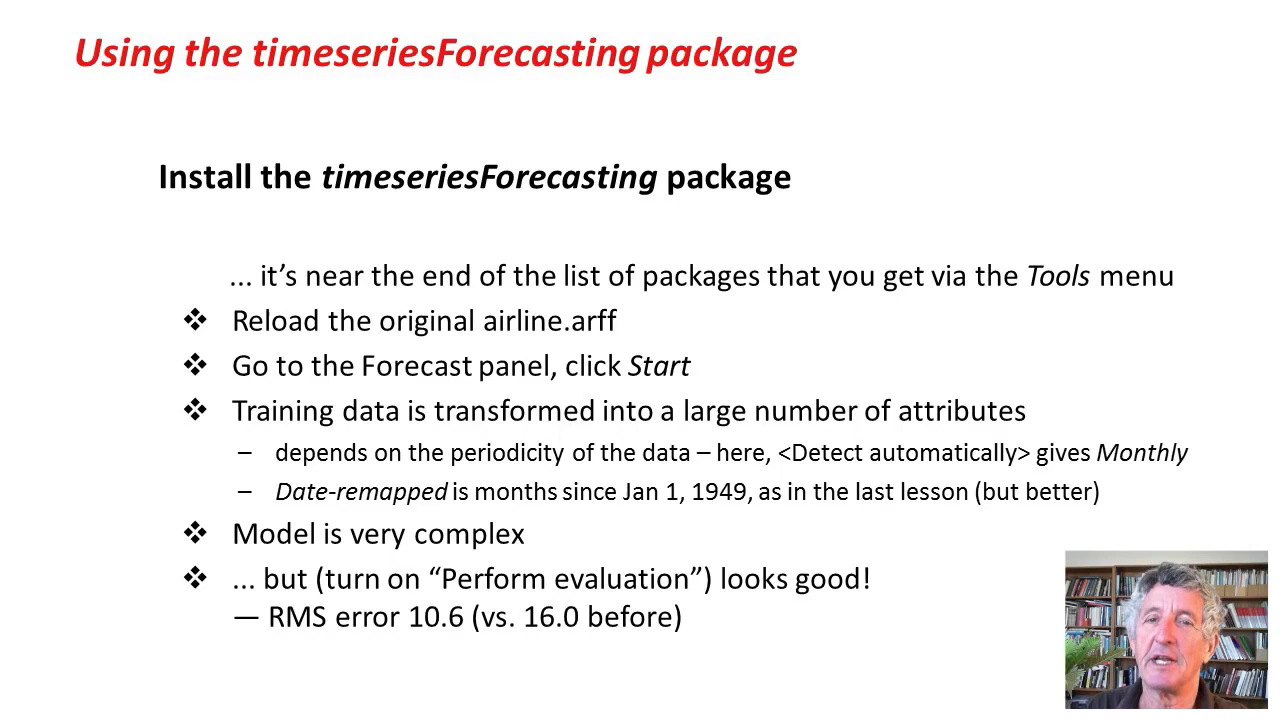 Using the timeseriesForecasting package
Install the timeseriesForecasting package
... it's near the end of the list of packages that you get via the Tools menu
❖ Reload the original airline.arff
❖ Go to the Forecast panel, click Start
❖ Training data is transformed into a large number of attributes
– depends on the periodicity of the data – here, <Detect automatically> gives Monthly
– Date-remapped is months since Jan 1, 1949, as in the last lesson (but better)
❖ Model is very complex
❖ ... but (turn on “Perform evaluation”) looks good!
— RMS error 10.6 (vs. 16.0 before)